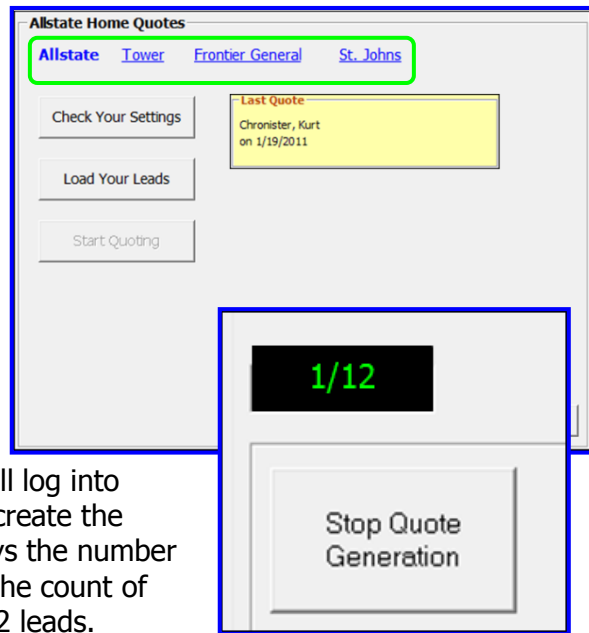 Allstate Home Quotes
Allstate Tower Frontier General St. Johns
Check Your Settings
Last Quote
Chronister, Kurt
on 1/19/2011
Load Your Leads
Start Quoting
1/12
Stop Quote
Generation
ll log into
create the
ys the number
he count of
2 leads.